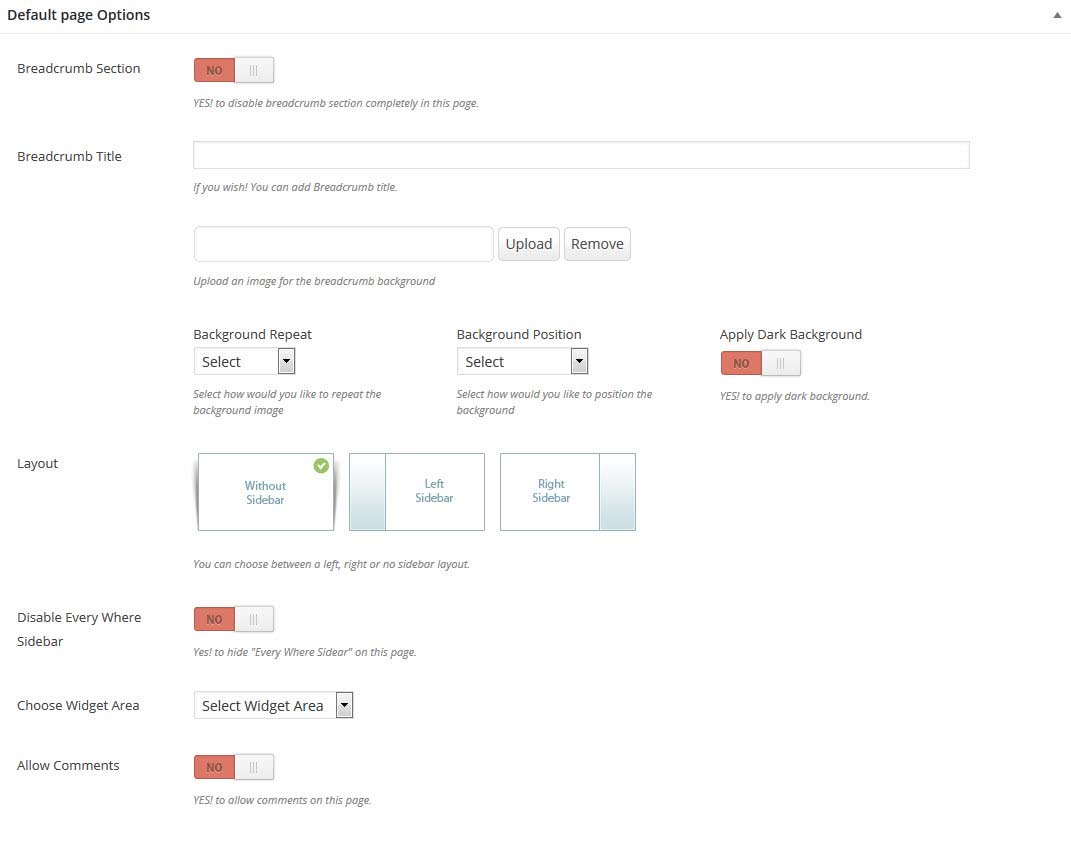 Default page Options
Breadcrumb Section
NO
YES! to disable breadcrumb section completely in this page.
Breadcrumb Title
If you wish! You can add Breadcrumb title.
Upload
Remove
Upload an image for the breadcrumb background
Background Repeat
Select
Select how would you like to repeat the
background image
Background Position
Select
Select how would you like to position the
background
Apply Dark Background
NO
YES! to apply dark background.
Layout
Without
Sidebar
Left
Sidebar
Right
Sidebar
You can choose between a left, right or no sidebar layout.
Disable Every Where
Sidebar
NO
Yes! to hide "Every Where Sidear" on this page.
Choose Widget Area
Select Widget Area
Allow Comments
NO
YES! to allow comments on this page.